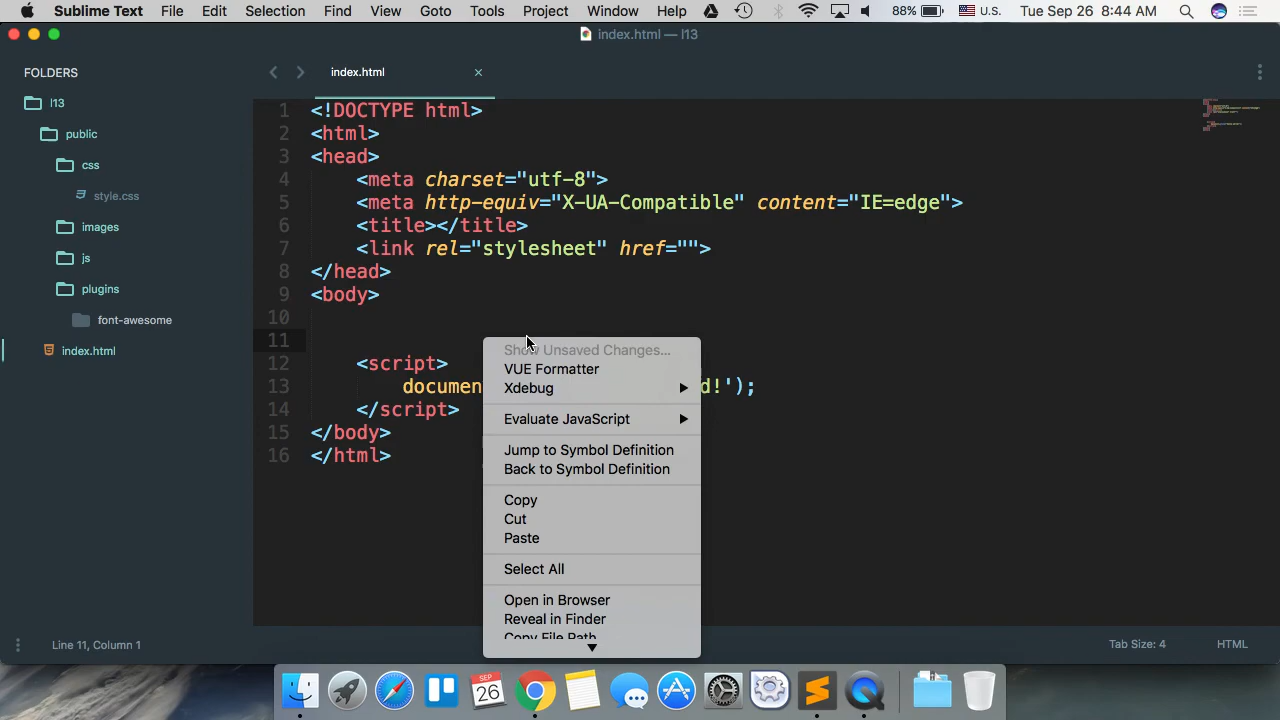 Sublime Text File Edit Selection Find View Goto Tools Project Window Help 88% U.S. Tue Sep 26 8:44 AM
index.html — l13
FOLDERS
l13
public
css
style.css
images
js
plugins
font-awesome
index.html
index.html ×
1 <!DOCTYPE html>
2 <html>
3 <head>
4 <meta charset="utf-8">
5 <meta http-equiv="X-UA-Compatible" content="IE=edge">
6 <title></title>
7 <link rel="stylesheet" href="">
8 </head>
9 <body>
10
11
12 <script>
13 documen d!');
14 </script>
15 </body>
16 </html>
Show Unsaved Changes...
VUE Formatter
Xdebug
Evaluate JavaScript
Jump to Symbol Definition
Back to Symbol Definition
Copy
Cut
Paste
Select All
Open in Browser
Reveal in Finder
Copy File Path
Line 11, Column 1 Tab Size: 4 HTML
SEP
26